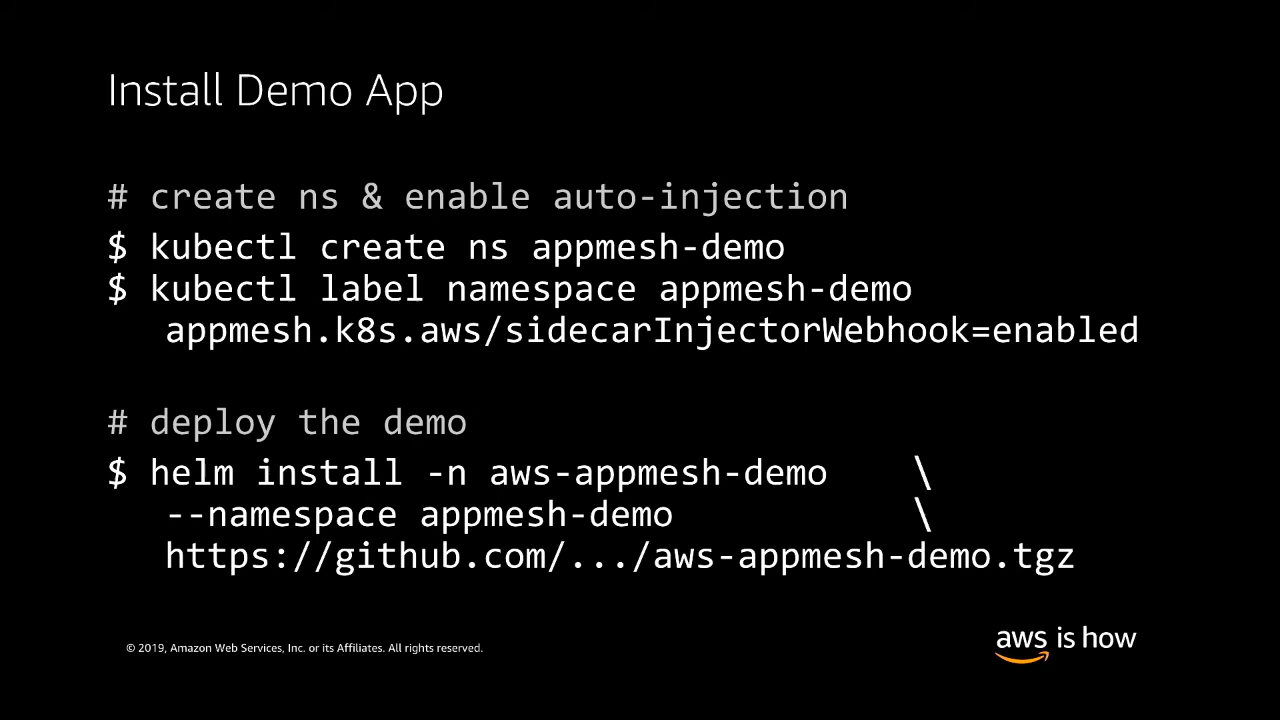 Install Demo App
# create ns & enable auto-injection
$ kubectl create ns appmesh-demo
$ kubectl label namespace appmesh-demo
appmesh.k8s.aws/sidecarInjectorWebhook=enabled
# deploy the demo
$ helm install -n aws-appmesh-demo \
--namespace appmesh-demo \
https://github.com/.../aws-appmesh-demo.tgz
© 2019, Amazon Web Services, Inc. or its Affiliates. All rights reserved.
aws is how